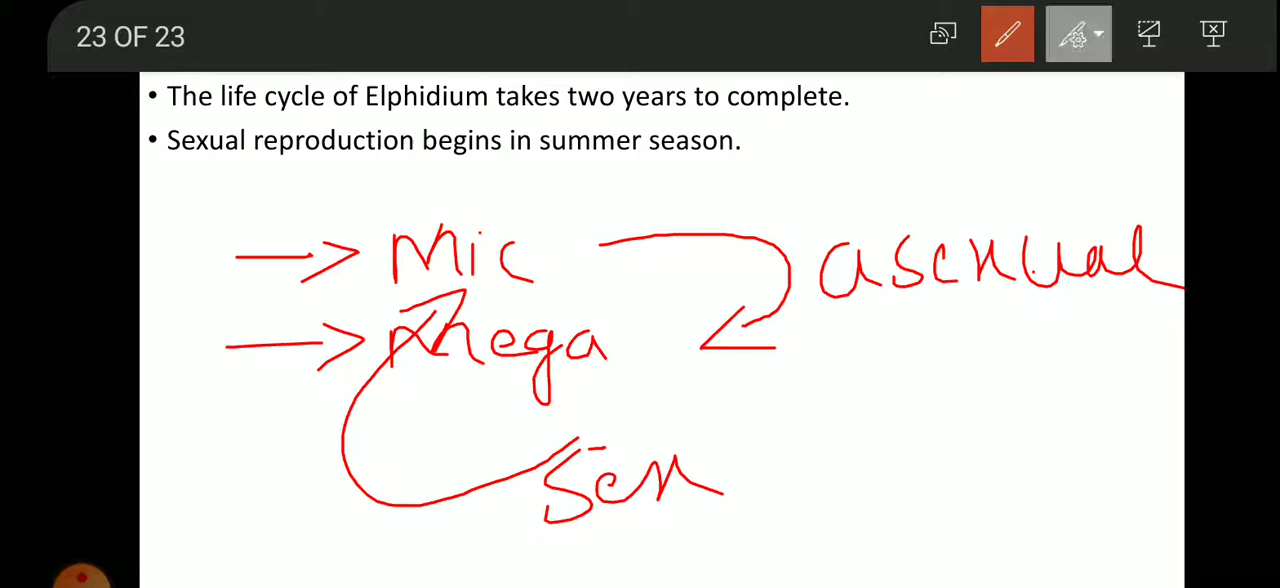 23 OF 23
• The life cycle of Elphidium takes two years to complete.
• Sexual reproduction begins in summer season.
Mic asexual
Mega
Sex